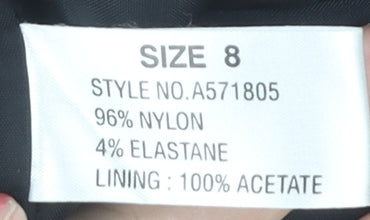 SIZE 8
STYLE NO.A571805
96% NYLON
4% ELASTANE
LINING : 100% ACETATE